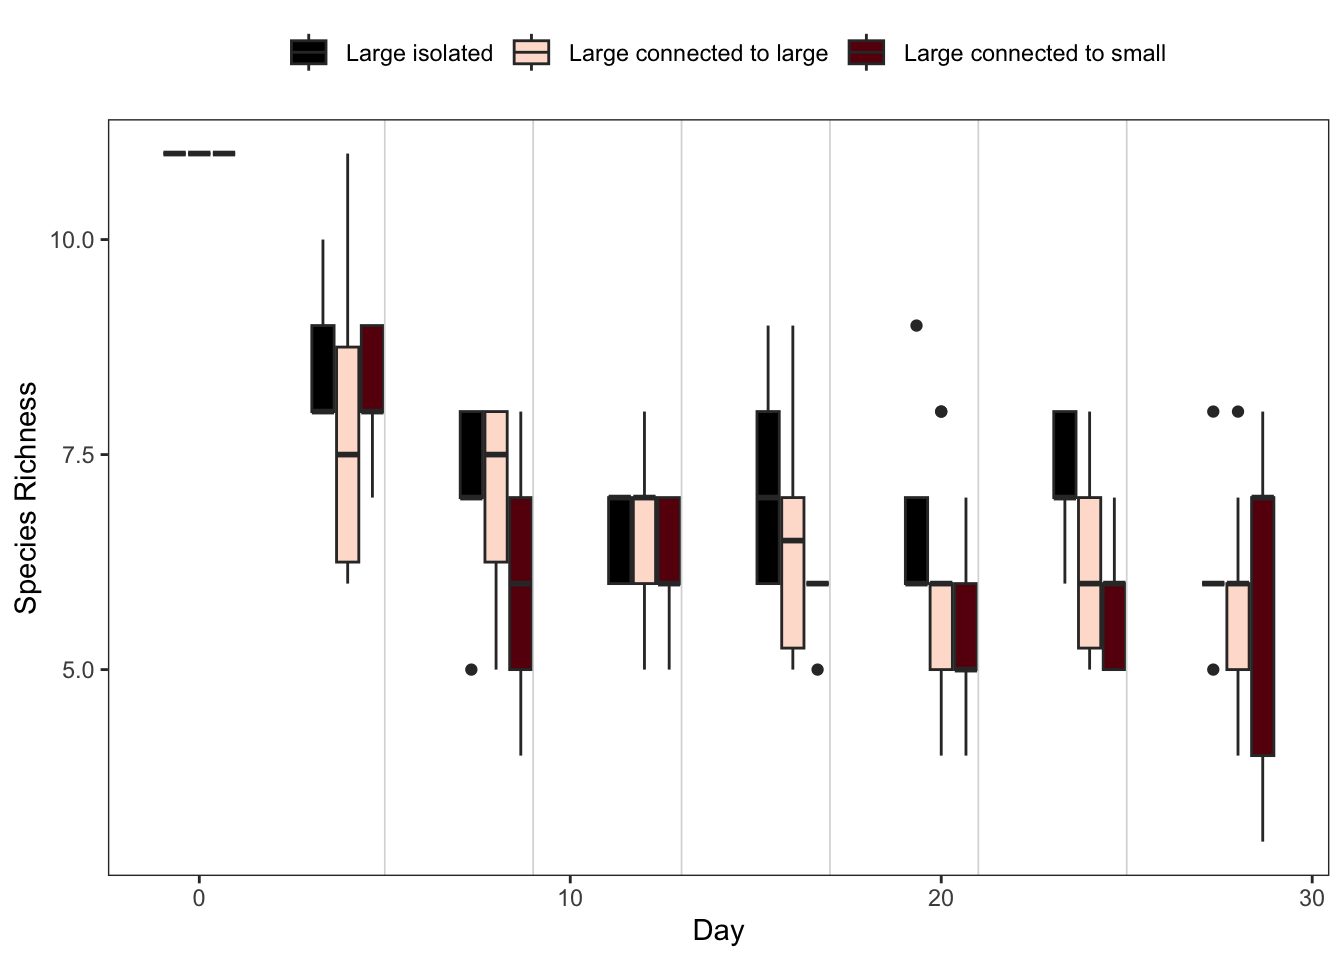 Large isolated Large connected to large Large connected to small
Species Richness
10.0
7.5
5.0
0 10 20 30
Day